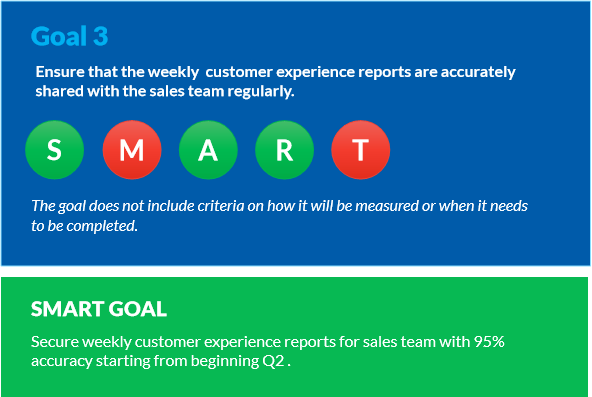 Goal 3
Ensure that the weekly  customer experience reports are accurately
shared with the sales team regularly.
S M A R T
The goal does not include criteria on how it will be measured or when it needs
to be completed.
SMART GOAL
Secure weekly customer experience reports for sales team with 95%
accuracy starting from beginning Q2 .